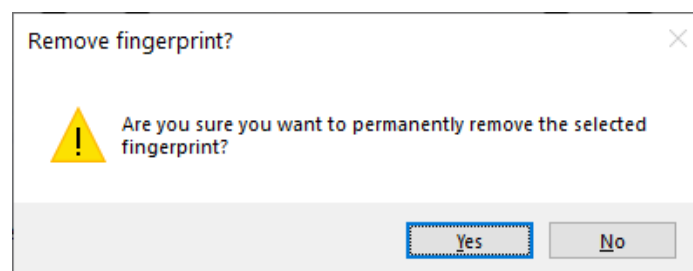 Remove fingerprint?
Are you sure you want to permanently remove the selected
fingerprint?
Yes
No